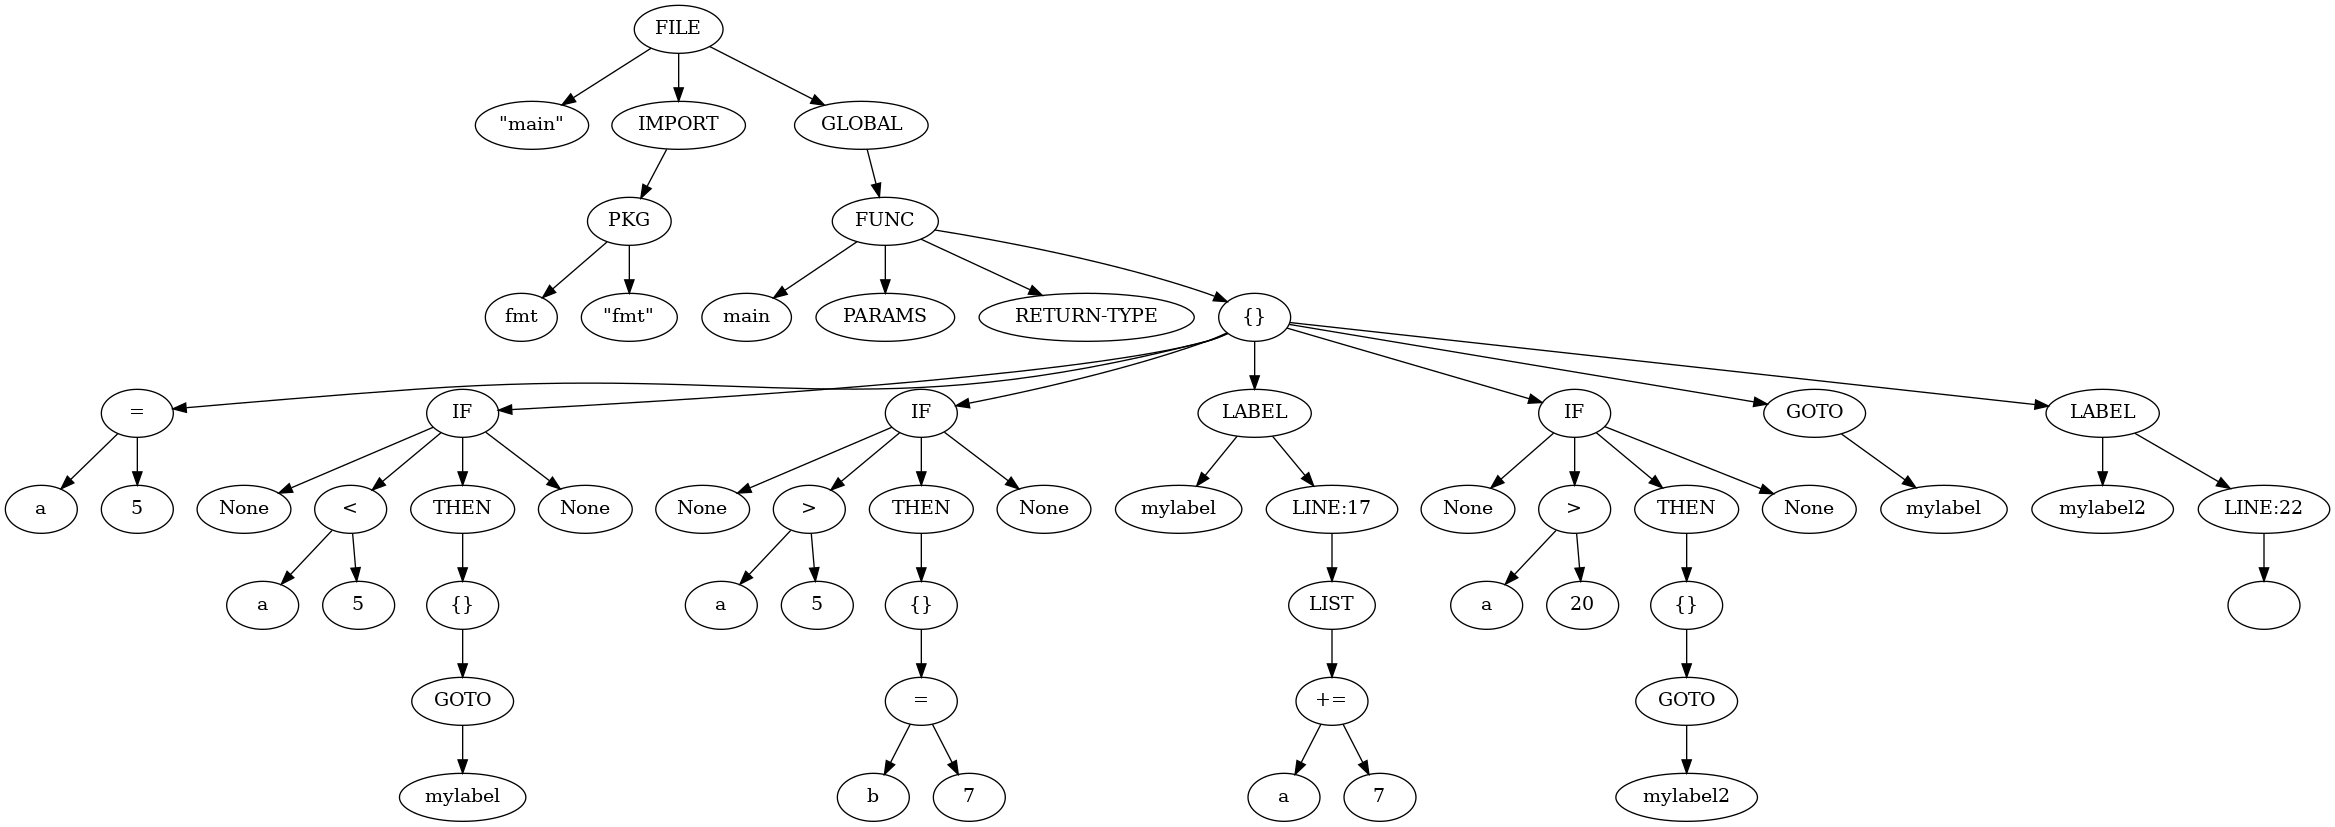 FILE
"main" IMPORT GLOBAL
PKG FUNC
fmt "fmt" main PARAMS RETURN-TYPE {}
= IF IF LABEL IF GOTO LABEL
a 5 None < THEN None None > THEN None mylabel LINE:17 None > THEN None mylabel mylabel2 LINE:22
a 5 {} a 5 {} LIST a 20 {}
GOTO = += GOTO
mylabel b 7 a 7 mylabel2